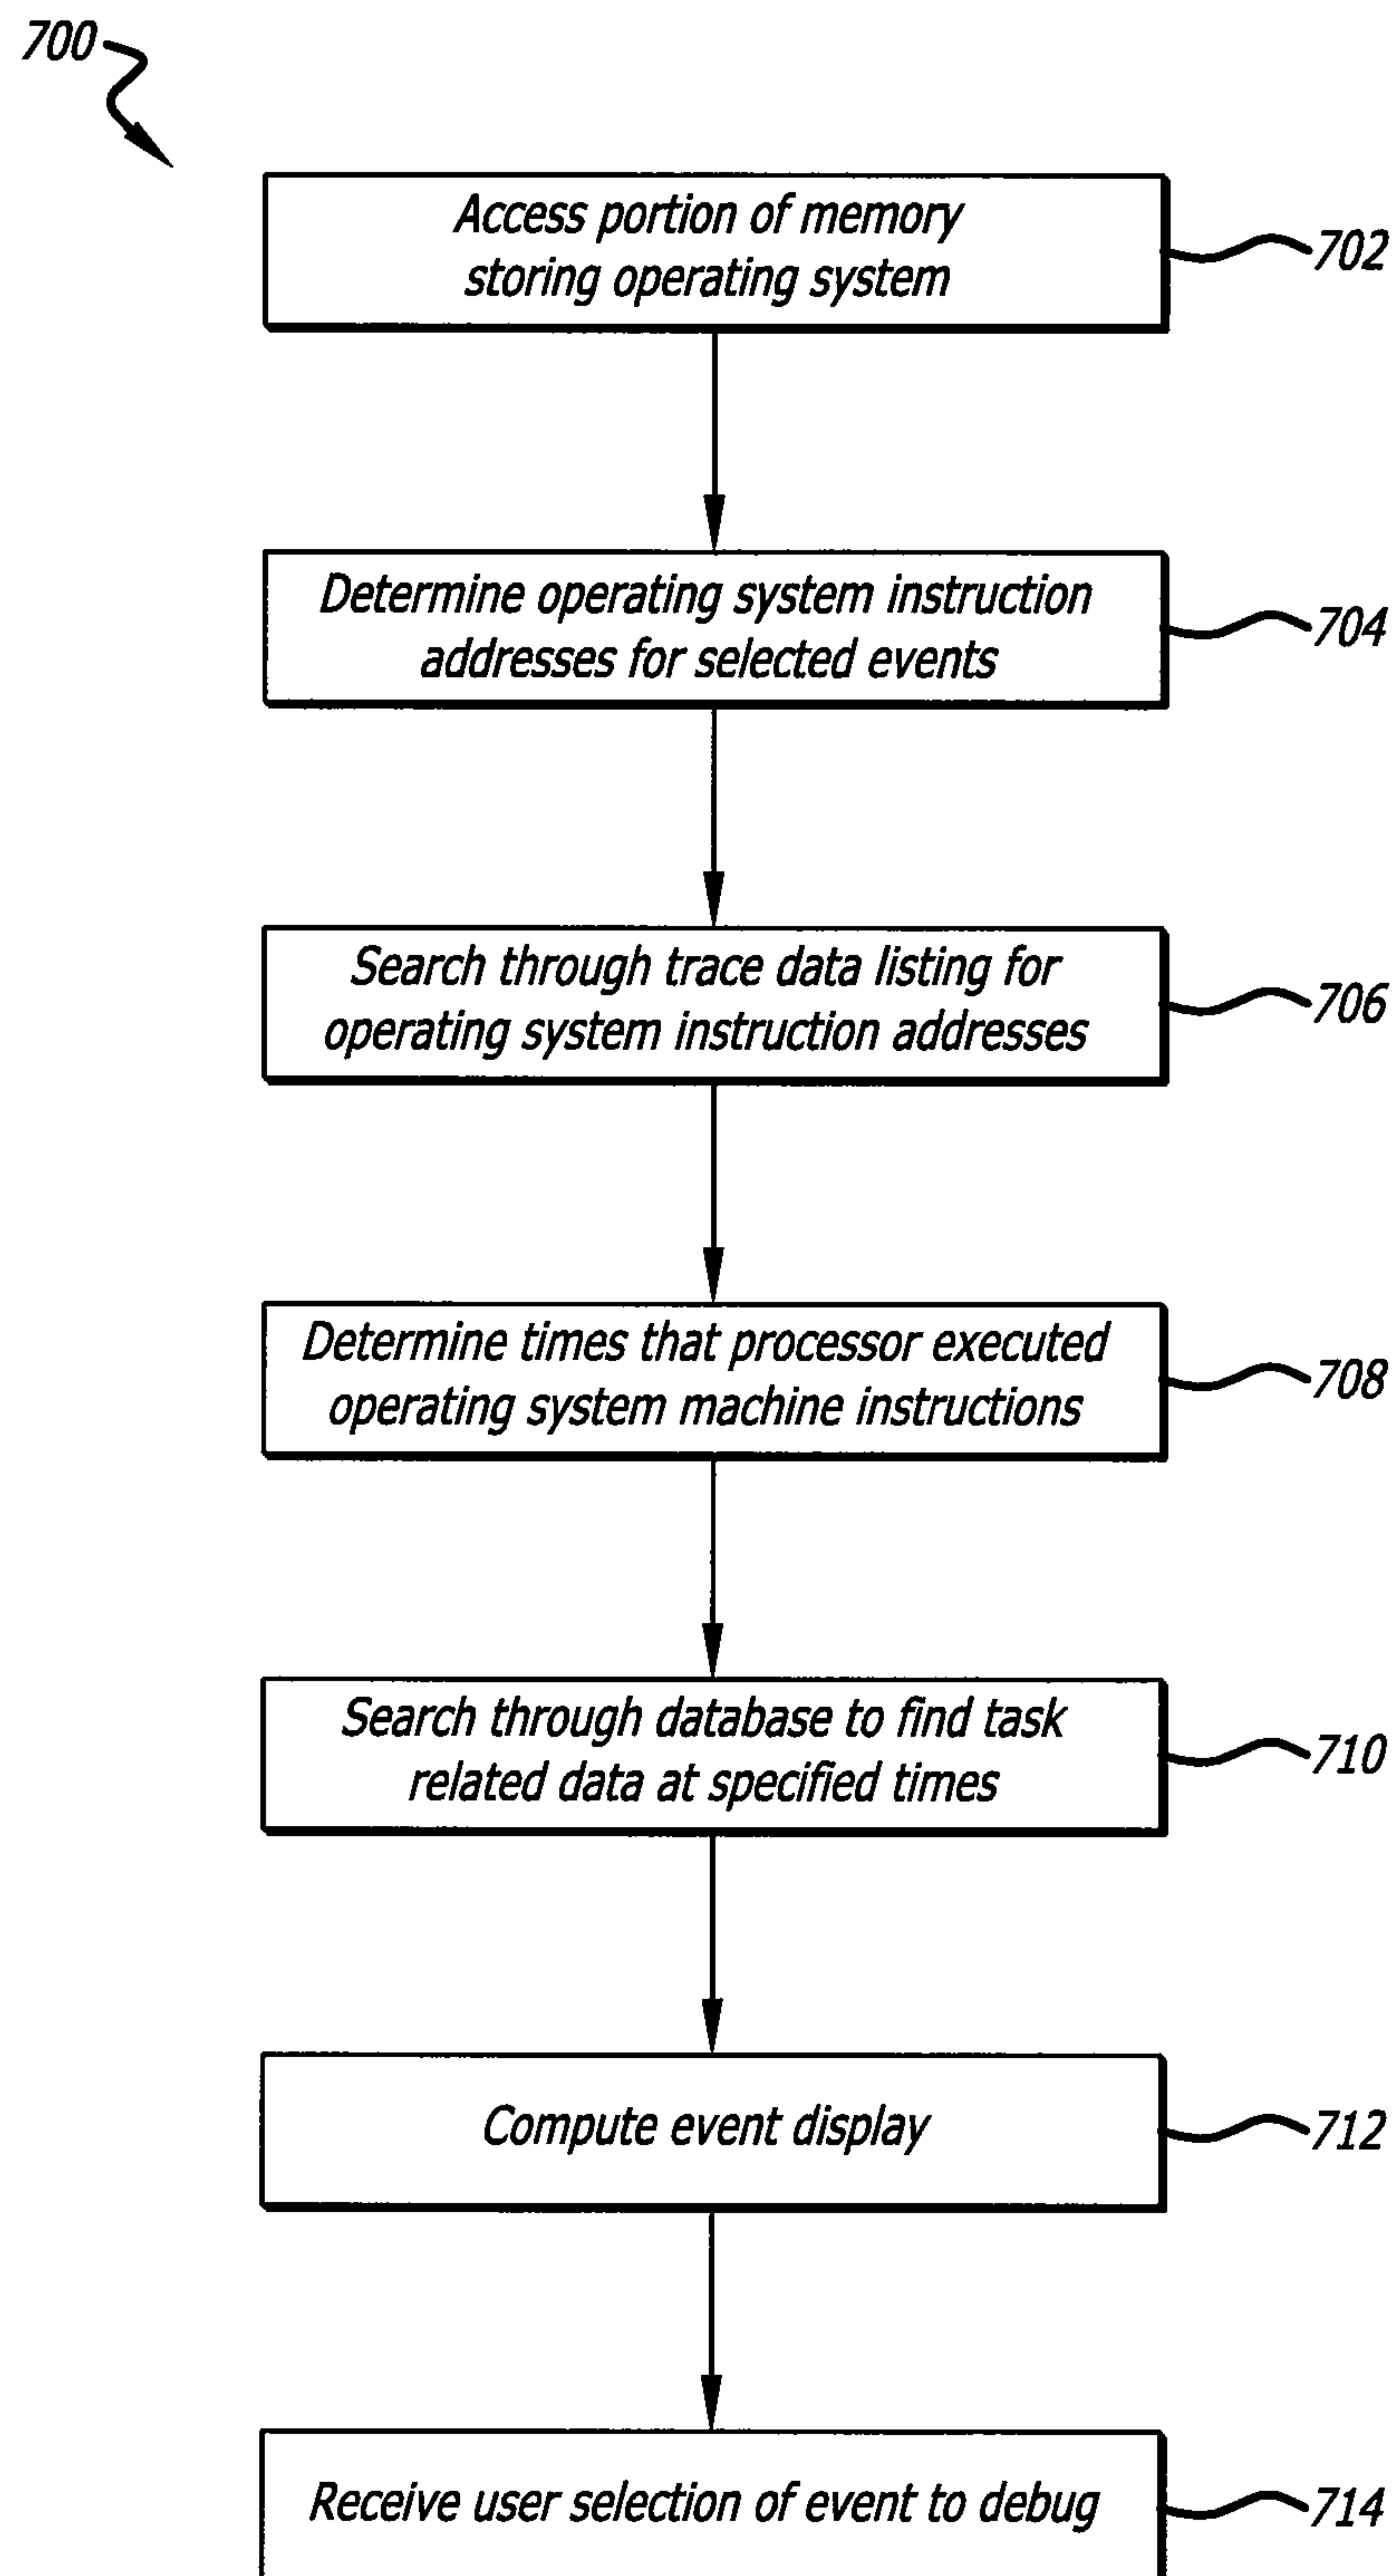 700
Access portion of memory
storing operating system
702
Determine operating system instruction
addresses for selected events
704
Search through trace data listing for
operating system instruction addresses
706
Determine times that processor executed
operating system machine instructions
708
Search through database to find task
related data at specified times
710
Compute event display
712
Receive user selection of event to debug
714